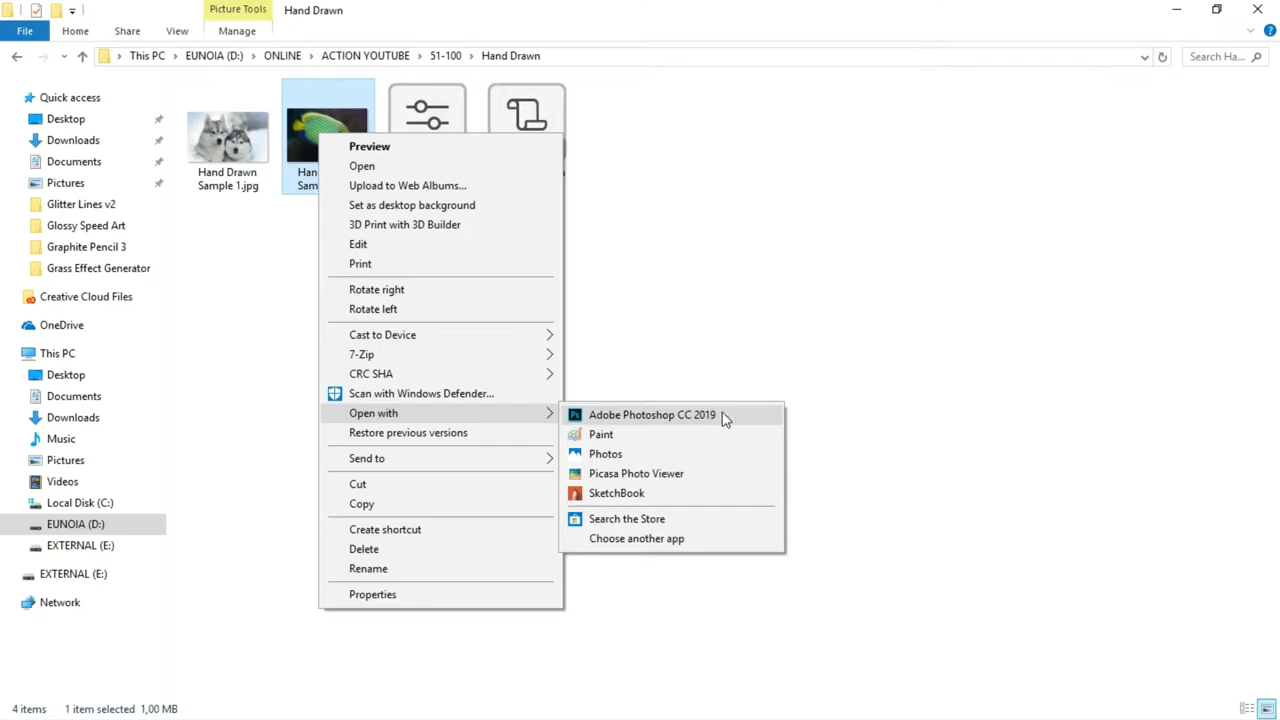 Picture Tools
Hand Drawn
File
Home
Share
View
Manage
This PC
EUNOIA (D:)
ONLINE
ACTION YOUTUBE
51-100
Hand Drawn
Search Ha...
Quick access
Desktop
Downloads
Documents
Pictures
Glitter Lines v2
Glossy Speed Art
Graphite Pencil 3
Grass Effect Generator
Creative Cloud Files
OneDrive
This PC
Desktop
Documents
Downloads
Music
Pictures
Videos
Local Disk (C:)
EUNOIA (D:)
EXTERNAL (E:)
EXTERNAL (E:)
Network
Hand Drawn
Sample 1.jpg
Preview
Open
Upload to Web Albums...
Set as desktop background
3D Print with 3D Builder
Edit
Print
Rotate right
Rotate left
Cast to Device
7-Zip
CRC SHA
Scan with Windows Defender...
Open with
Restore previous versions
Send to
Cut
Copy
Create shortcut
Delete
Rename
Properties
Ps Adobe Photoshop CC 2019
Paint
Photos
Picasa Photo Viewer
SketchBook
Search the Store
Choose another app
4 items
1 item selected 1,00 MB